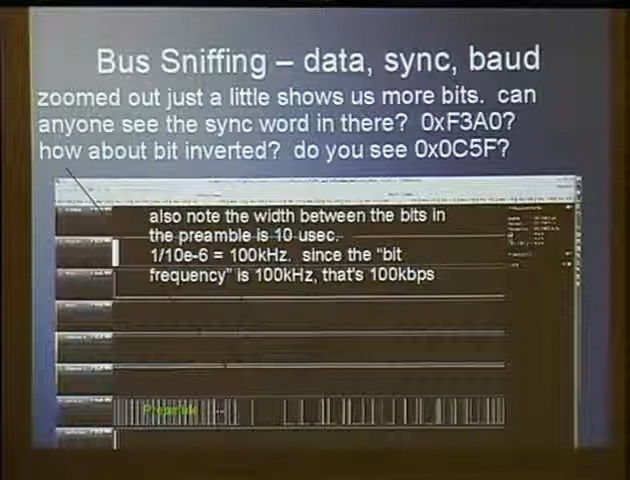 Bus Sniffing – data, sync, baud
zoomed out just a little shows us more bits. can
anyone see the sync word in there? 0xF3A0?
how about bit inverted? do you see 0x0C5F?
also note the width between the bits in
the preamble is 10 usec.
1/10e-6 = 100kHz. since the “bit
frequency” is 100kHz, that's 100kbps
Preamble